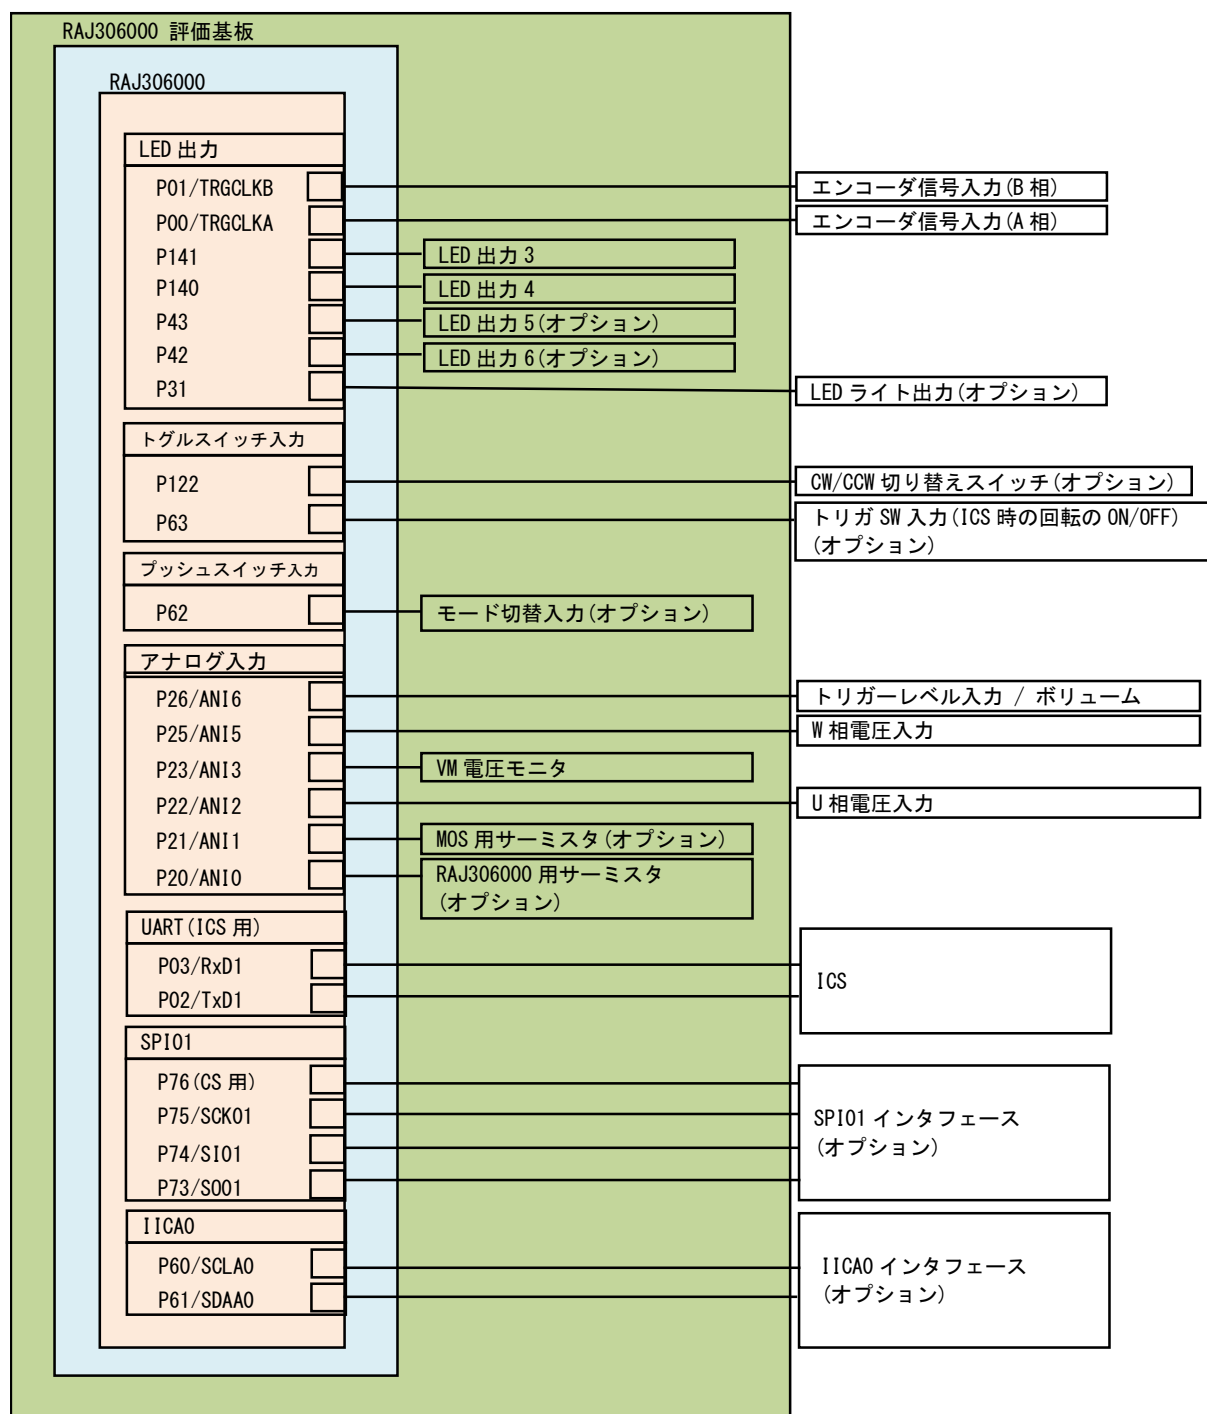 RAJ306000 評価基板
RAJ306000
LED 出力
P01/TRGCLKB
エンコーダ信号入力(B 相)
P00/TRGCLKA
エンコーダ信号入力(A 相)
P141
LED 出力 3
P140
LED 出力 4
P43
LED 出力 5(オプション)
P42
LED 出力 6(オプション)
P31
LED ライト出力(オプション)
トグルスイッチ入力
P122
CW/CCW 切り替えスイッチ(オプション)
P63
トリガ SW 入力(ICS 時の回転の ON/OFF)
(オプション)
プッシュスイッチ入力
P62
モード切替入力(オプション)
アナログ入力
P26/ANI6
トリガーレベル入力 / ボリューム
P25/ANI5
W 相電圧入力
P23/ANI3
VM 電圧モニタ
P22/ANI2
U 相電圧入力
P21/ANI1
MOS 用サーミスタ(オプション)
P20/ANI0
RAJ306000 用サーミスタ
(オプション)
UART(ICS 用)
P03/RxD1
P02/TxD1
ICS
SPI01
P76(CS 用)
P75/SCK01
P74/SI01
P73/SO01
SPI01 インタフェース
(オプション)
IICA0
P60/SCLA0
P61/SDAA0
IICA0 インタフェース
(オプション)